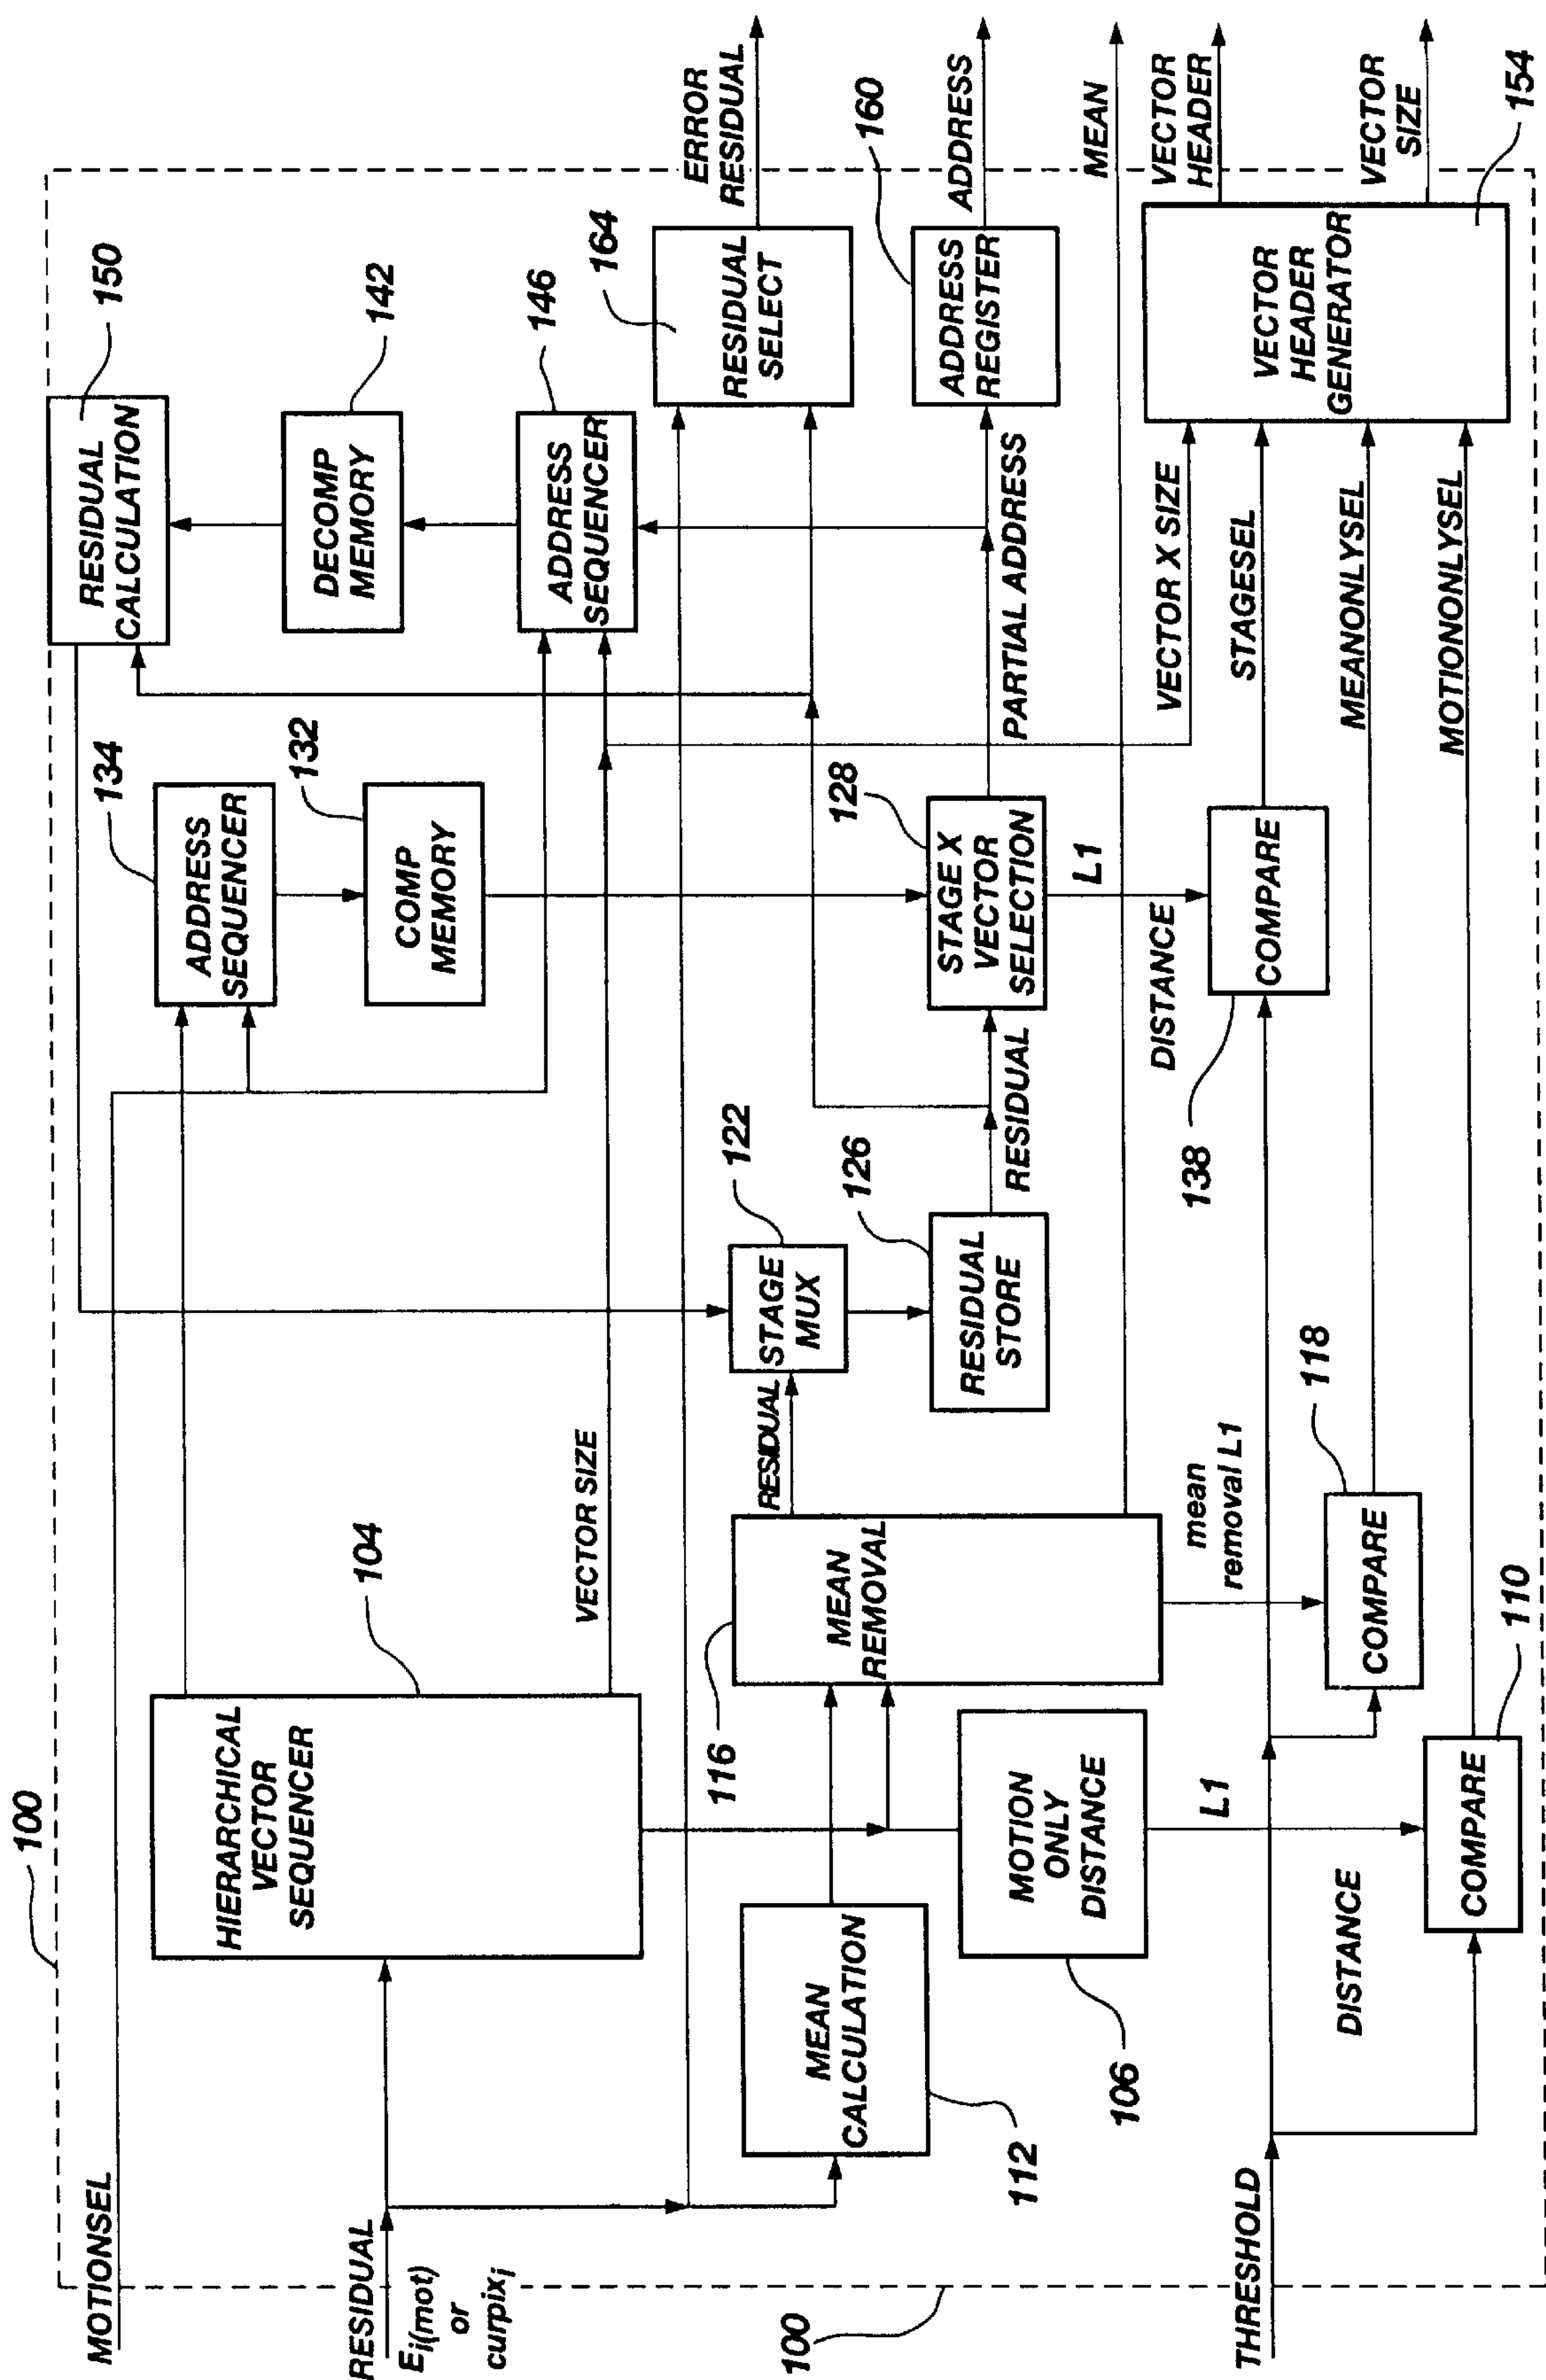 100
MOTIONSEL
RESIDUAL
Ei(mot)
or
curpixi
100
THRESHOLD
HIERARCHICAL
VECTOR
SEQUENCER
104
VECTOR SIZE
MEAN
CALCULATION
112
MOTION
ONLY
DISTANCE
106
L1
DISTANCE
COMPARE
110
MEAN
REMOVAL
116
mean
removal L1
COMPARE
118
RESIDUAL
STAGE
MUX
122
RESIDUAL
STORE
126
RESIDUAL
ADDRESS
SEQUENCER
134
COMP
MEMORY
132
STAGE X
VECTOR
SELECTION
128
L1
DISTANCE
COMPARE
138
PARTIAL ADDRESS
RESIDUAL
CALCULATION
150
DECOMP
MEMORY
142
ADDRESS
SEQUENCER
146
RESIDUAL
SELECT
164
ERROR
RESIDUAL
ADDRESS
REGISTER
160
ADDRESS
MEAN
VECTOR X SIZE
STAGESEL
MEANONLYSEL
MOTIONONLYSEL
VECTOR
HEADER
GENERATOR
154
VECTOR
HEADER
VECTOR
SIZE